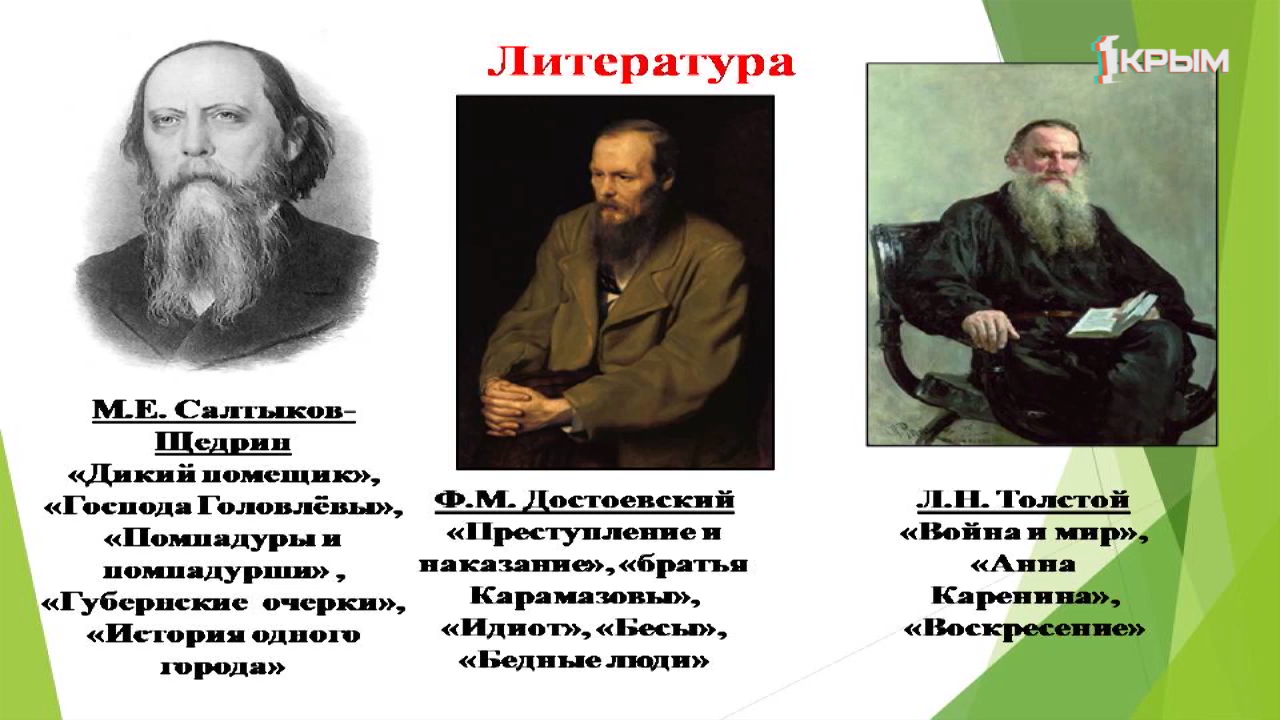 Литература
1КРЫМ
М.Е. Салтыков-
Щедрин
«Дикий помещик»,
«Господа Головлёвы»,
«Помпадуры и
помпадурши» ,
«Губернские очерки»,
«История одного
города»
Ф.М. Достоевский
«Преступление и
наказание», «братья
Карамазовы»,
«Идиот», «Бесы»,
«Бедные люди»
Л.Н. Толстой
«Война и мир»,
«Анна
Каренина»,
«Воскресение»